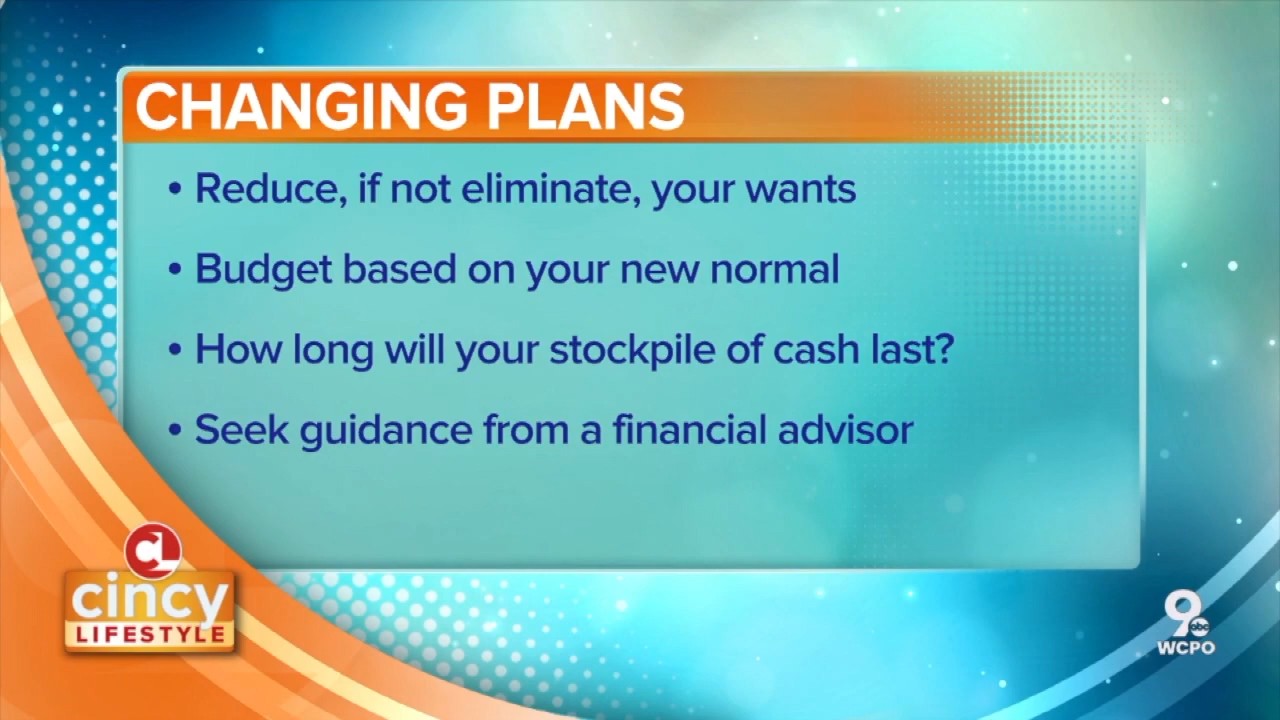 CHANGING PLANS
• Reduce, if not eliminate, your wants
• Budget based on your new normal
• How long will your stockpile of cash last?
• Seek guidance from a financial advisor
CL
cincy
LIFESTYLE
9
abc
WCPO